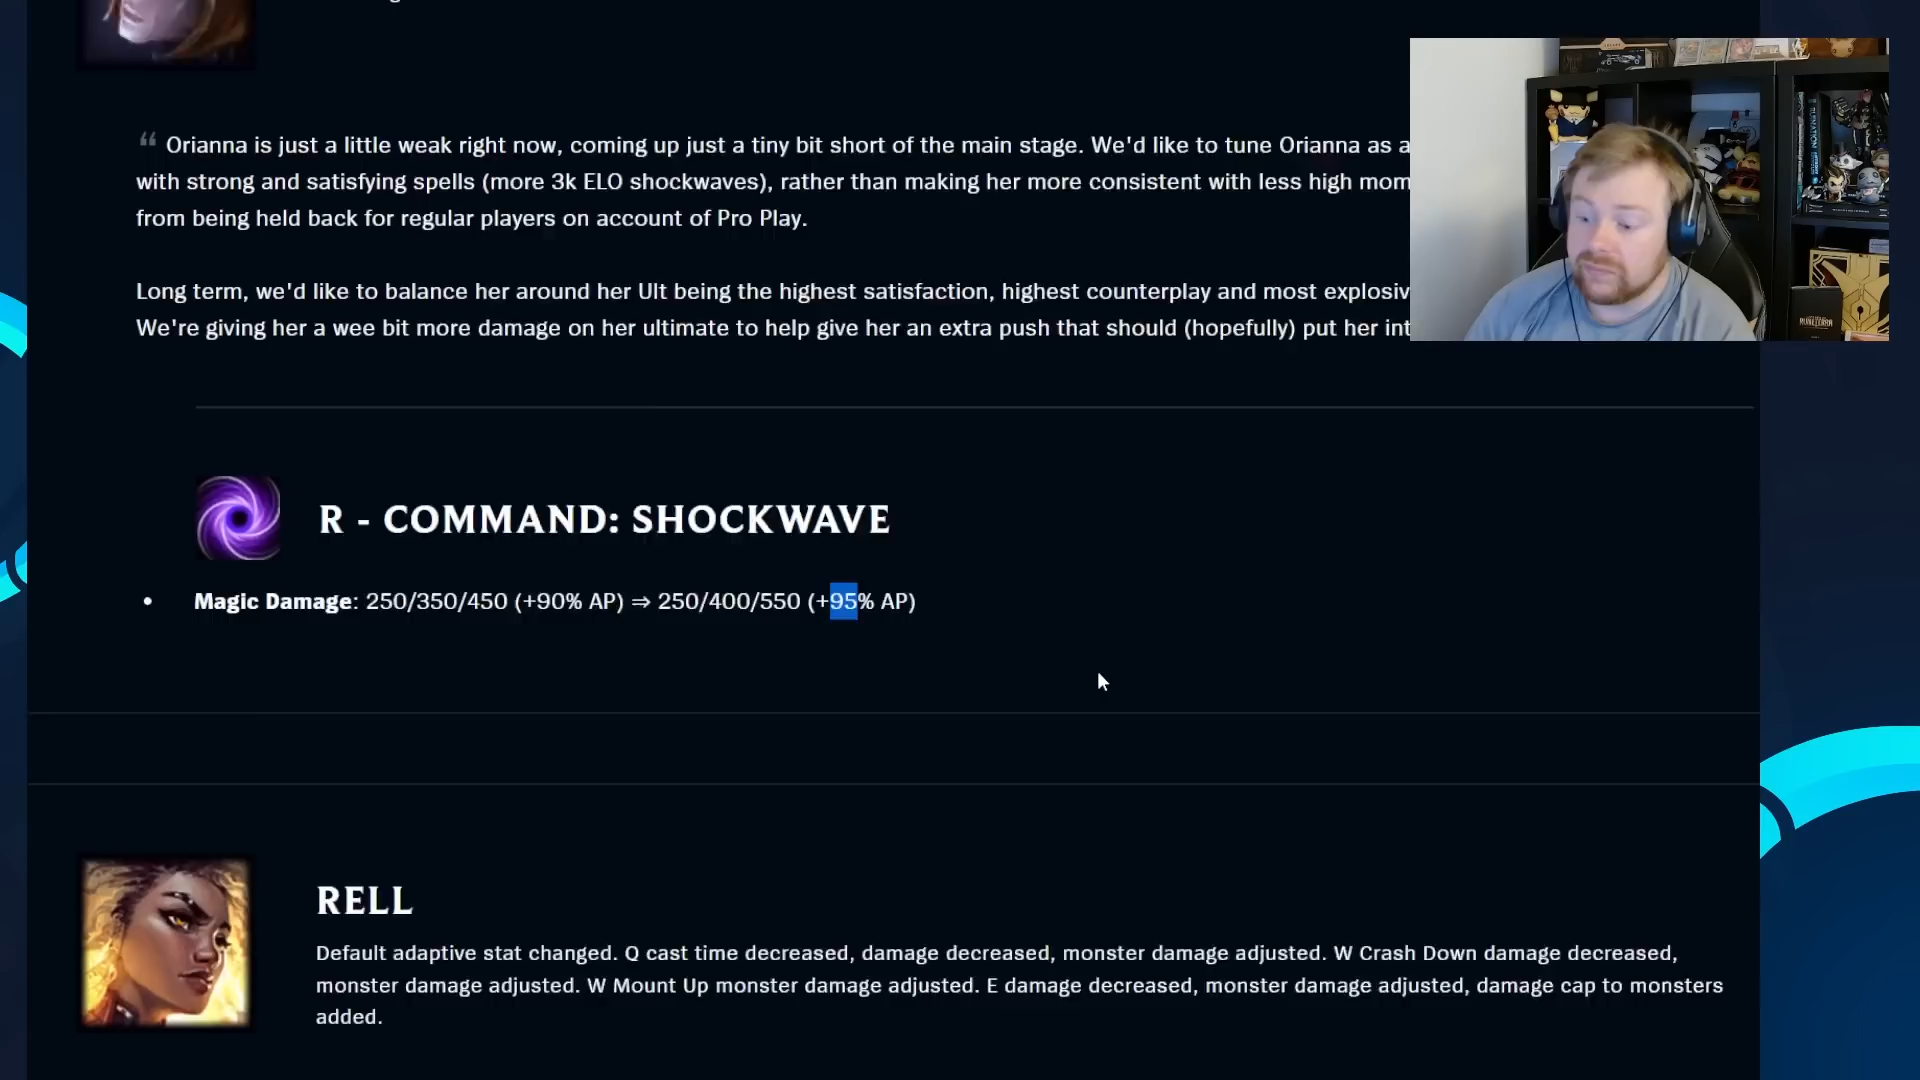 “ Orianna is just a little weak right now, coming up just a tiny bit short of the main stage. We'd like to tune Orianna as a
with strong and satisfying spells (more 3k ELO shockwaves), rather than making her more consistent with less high mom
from being held back for regular players on account of Pro Play.
Long term, we'd like to balance her around her Ult being the highest satisfaction, highest counterplay and most explosiv
We're giving her a wee bit more damage on her ultimate to help give her an extra push that should (hopefully) put her int
R - COMMAND: SHOCKWAVE
• Magic Damage: 250/350/450 (+90% AP) ⇒ 250/400/550 (+95% AP)
RELL
Default adaptive stat changed. Q cast time decreased, damage decreased, monster damage adjusted. W Crash Down damage decreased,
monster damage adjusted. W Mount Up monster damage adjusted. E damage decreased, monster damage adjusted, damage cap to monsters
added.